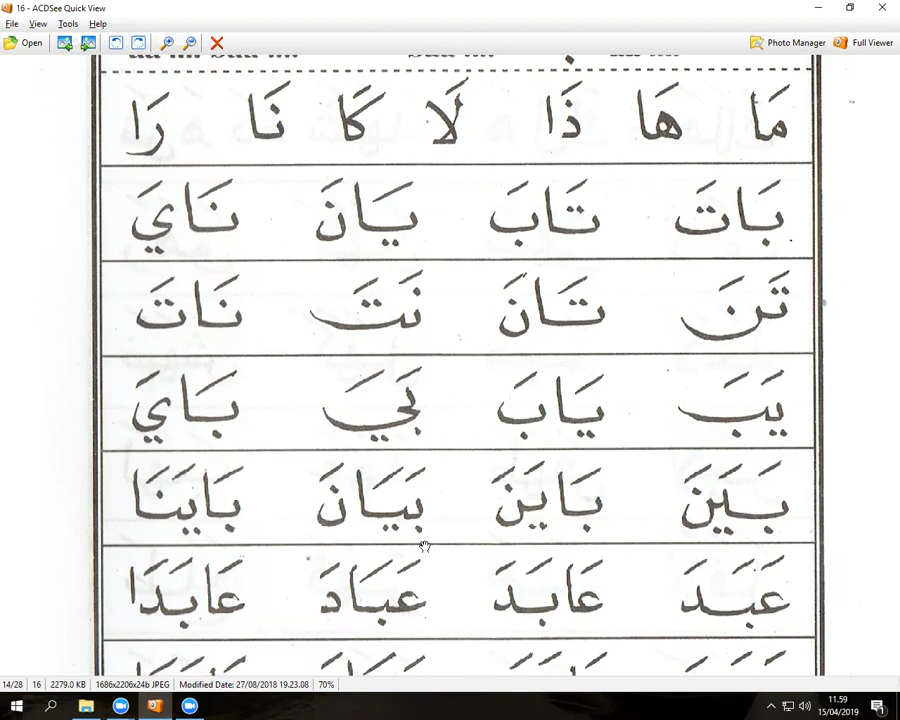 16 - ACDSee Quick View
File View Tools Help
Open Photo Manager Full Viewer
مَا هَا ذَا لَا كَا نَا رَا
بَاتَ تَابَ يَانَ نَايَ
تَنَ تَانَ نَتَ نَاتَ
يَبَ يَابَ بَيَ بَايَ
بَيَنَ بَايَنَ بَيَانَ بَايَنَا
عَبَدَ عَابَدَ عَبَادَ عَابَدَا
14/28 16 2279.0 KB 1686x2206x24b JPEG Modified Date: 27/08/2018 19.23.08 70%
11.59
15/04/2019